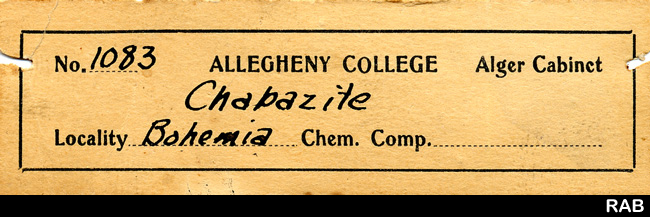 No. 1083 ALLEGHENY COLLEGE Alger Cabinet
Chabazite
Locality Bohemia Chem. Comp.
RAB